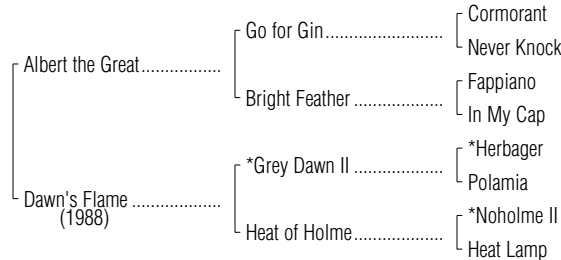 Cormorant
Go for Gin
Never Knock
Albert the Great
Fappiano
Bright Feather
In My Cap
*Herbager
*Grey Dawn II
Polamia
Dawn's Flame
(1988)
*Noholme II
Heat of Holme
Heat Lamp